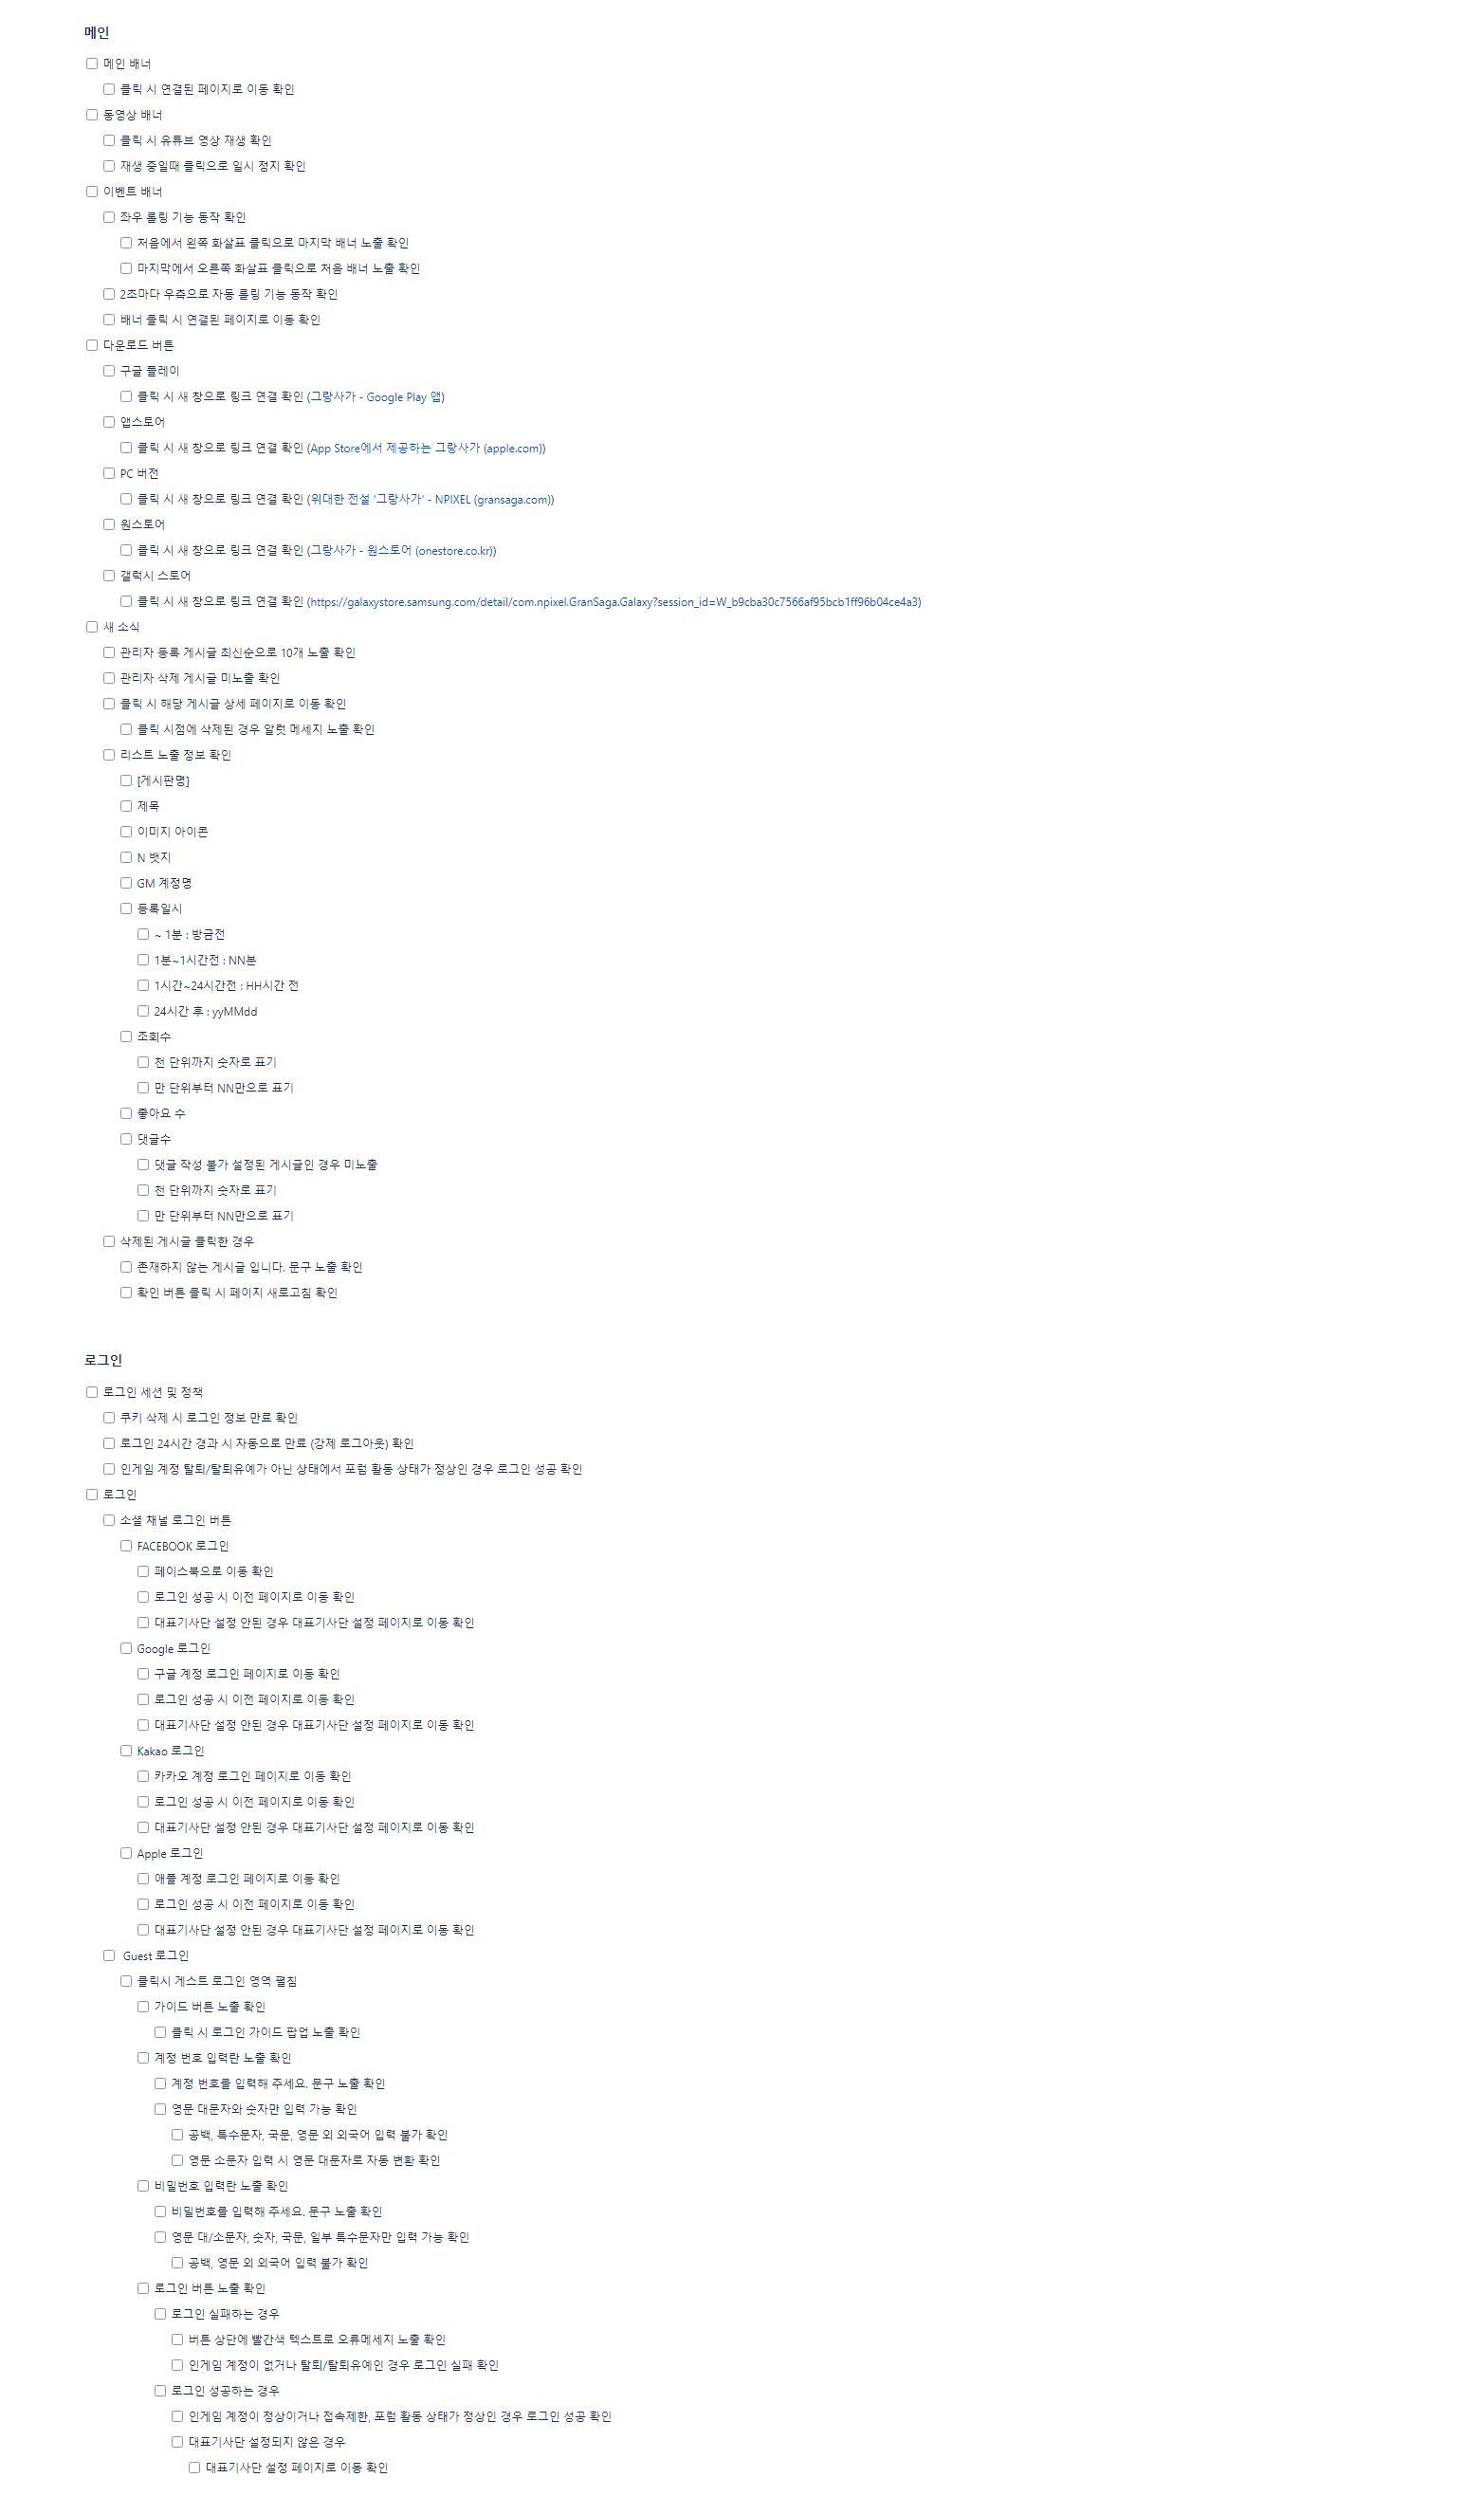 메인
메인 배너
클릭 시 연결된 페이지로 이동 확인
동영상 배너
클릭 시 유튜브 영상 재생 확인
재생 중일때 클릭으로 일시 정지 확인
이벤트 배너
좌우 롤링 기능 동작 확인
처음에서 왼쪽 화살표 클릭으로 마지막 배너 노출 확인
마지막에서 오른쪽 화살표 클릭으로 처음 배너 노출 확인
2초마다 우측으로 자동 롤링 기능 동작 확인
배너 클릭 시 연결된 페이지로 이동 확인
다운로드 버튼
구글 플레이
클릭 시 새 창으로 링크 연결 확인 (그랑사가 - Google Play 앱)
앱스토어
클릭 시 새 창으로 링크 연결 확인 (App Store에서 제공하는 그랑사가 (apple.com))
PC 버전
클릭 시 새 창으로 링크 연결 확인 (위대한 전설 '그랑사가' - NPIXEL (gransaga.com))
원스토어
클릭 시 새 창으로 링크 연결 확인 (그랑사가 - 원스토어 (onestore.co.kr))
갤럭시 스토어
클릭 시 새 창으로 링크 연결 확인 (https://galaxystore.samsung.com/detail/com.npixel.GranSaga.Galaxy?session_id=W_b9cba30c7566af95bcb1ff96b04ce4a3)
새 소식
관리자 등록 게시글 최신순으로 10개 노출 확인
관리자 삭제 게시글 미노출 확인
클릭 시 해당 게시글 상세 페이지로 이동 확인
클릭 시점에 삭제된 경우 알럿 메세지 노출 확인
리스트 노출 정보 확인
[게시판명]
제목
이미지 아이콘
N 뱃지
GM 계정명
등록일시
~ 1분 : 방금전
1분~1시간전 : NN분
1시간~24시간전 : HH시간 전
24시간 후 : yyMMdd
조회수
천 단위까지 숫자로 표기
만 단위부터 NN만으로 표기
좋아요 수
댓글수
댓글 작성 불가 설정된 게시글인 경우 미노출
천 단위까지 숫자로 표기
만 단위부터 NN만으로 표기
삭제된 게시글 클릭한 경우
존재하지 않는 게시글 입니다. 문구 노출 확인
확인 버튼 클릭 시 페이지 새로고침 확인
로그인
로그인 세션 및 정책
쿠키 삭제 시 로그인 정보 만료 확인
로그인 24시간 경과 시 자동으로 만료 (강제 로그아웃) 확인
인게임 계정 탈퇴/탈퇴유예가 아닌 상태에서 포럼 활동 상태가 정상인 경우 로그인 성공 확인
로그인
소셜 채널 로그인 버튼
FACEBOOK 로그인
페이스북으로 이동 확인
로그인 성공 시 이전 페이지로 이동 확인
대표기사단 설정 안된 경우 대표기사단 설정 페이지로 이동 확인
Google 로그인
구글 계정 로그인 페이지로 이동 확인
로그인 성공 시 이전 페이지로 이동 확인
대표기사단 설정 안된 경우 대표기사단 설정 페이지로 이동 확인
Kakao 로그인
카카오 계정 로그인 페이지로 이동 확인
로그인 성공 시 이전 페이지로 이동 확인
대표기사단 설정 안된 경우 대표기사단 설정 페이지로 이동 확인
Apple 로그인
애플 계정 로그인 페이지로 이동 확인
로그인 성공 시 이전 페이지로 이동 확인
대표기사단 설정 안된 경우 대표기사단 설정 페이지로 이동 확인
Guest 로그인
클릭시 게스트 로그인 영역 펼침
가이드 버튼 노출 확인
클릭 시 로그인 가이드 팝업 노출 확인
계정 번호 입력란 노출 확인
계정 번호를 입력해 주세요. 문구 노출 확인
영문 대문자와 숫자만 입력 가능 확인
공백, 특수문자, 국문, 영문 외 외국어 입력 불가 확인
영문 소문자 입력 시 영문 대문자로 자동 변환 확인
비밀번호 입력란 노출 확인
비밀번호를 입력해 주세요. 문구 노출 확인
영문 대/소문자, 숫자, 국문, 일부 특수문자만 입력 가능 확인
공백, 영문 외 외국어 입력 불가 확인
로그인 버튼 노출 확인
로그인 실패하는 경우
버튼 상단에 빨간색 텍스트로 오류메세지 노출 확인
인게임 계정이 없거나 탈퇴/탈퇴유예인 경우 로그인 실패 확인
로그인 성공하는 경우
인게임 계정이 정상이거나 접속제한, 포럼 활동 상태가 정상인 경우 로그인 성공 확인
대표기사단 설정되지 않은 경우
대표기사단 설정 페이지로 이동 확인